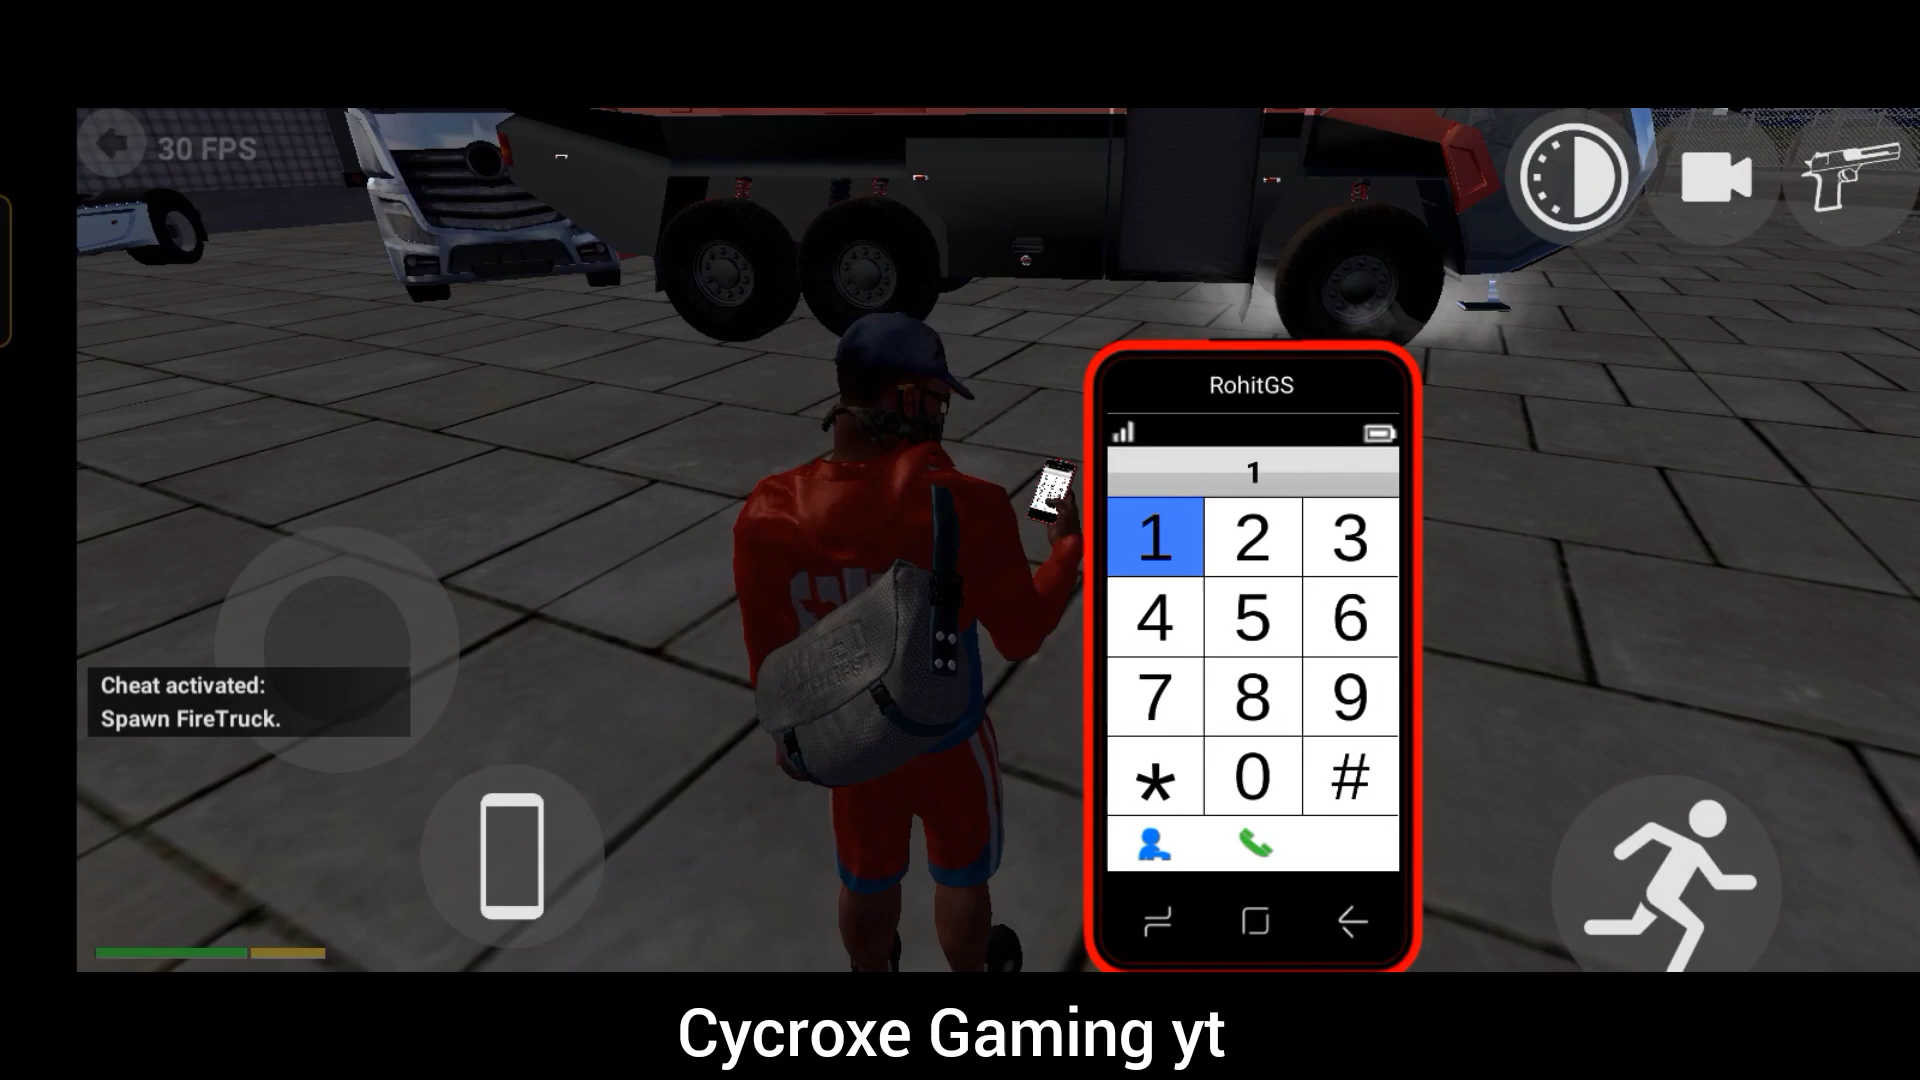 30 FPS
RohitGS
1
1 2 3
4 5 6
7 8 9
* 0 #
Cheat activated:
Spawn FireTruck.
Cycroxe Gaming yt